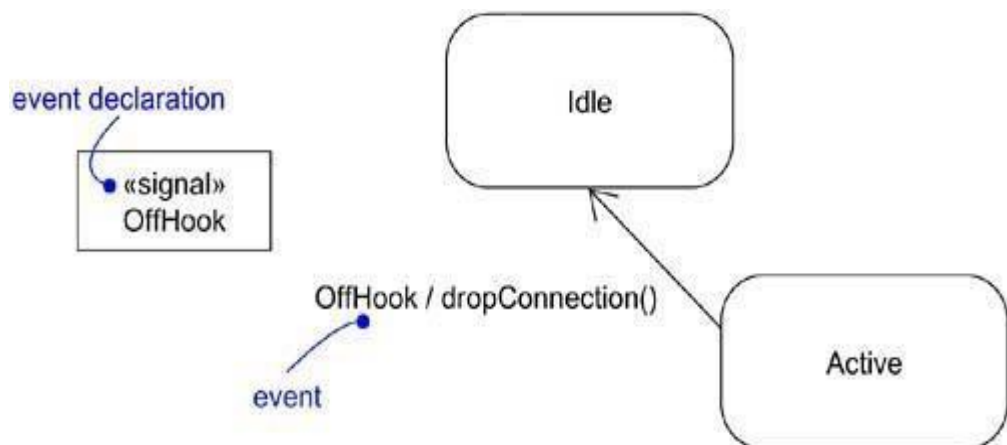 Idle
event declaration
«signal»
OffHook
OffHook / dropConnection()
Active
event